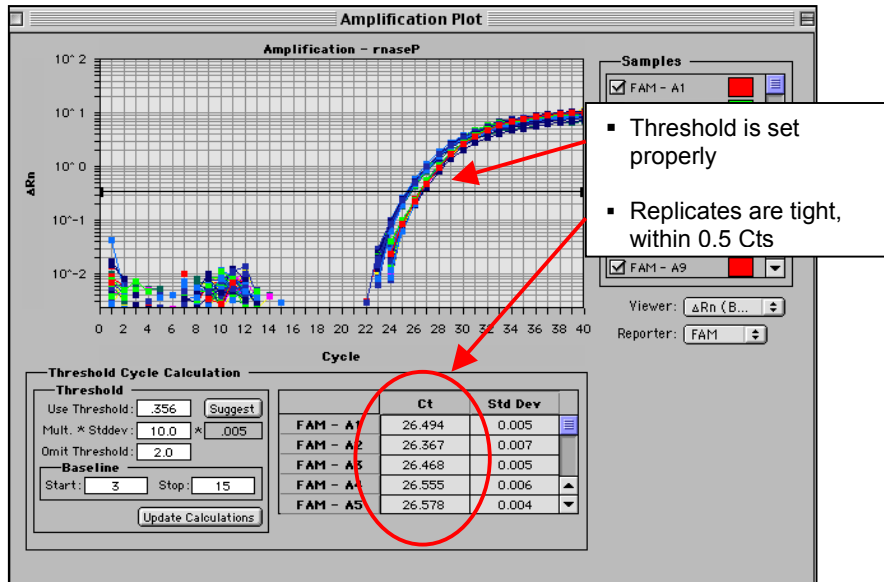 Amplification Plot
Amplification - rnaseP
10^ 2
10^ 1
10^ 0
10^-1
10^-2
ΔRn
0 2 4 6 8 10 12 14 16 18 20 22 24 26 28 30 32 34 36 38 40
Cycle
Samples
FAM - A1
▪ Threshold is set
properly
▪ Replicates are tight,
within 0.5 Cts
FAM - A9
Viewer: ΔRn (B...
Reporter: FAM
Threshold Cycle Calculation
Threshold
Use Threshold: .356 Suggest
Mult. * Stddev: 10.0 * .005
Omit Threshold: 2.0
Baseline
Start: 3 Stop: 15
Update Calculations
Ct Std Dev
FAM - A1 26.494 0.005
FAM - A2 26.367 0.007
FAM - A3 26.468 0.005
FAM - A4 26.555 0.006
FAM - A5 26.578 0.004